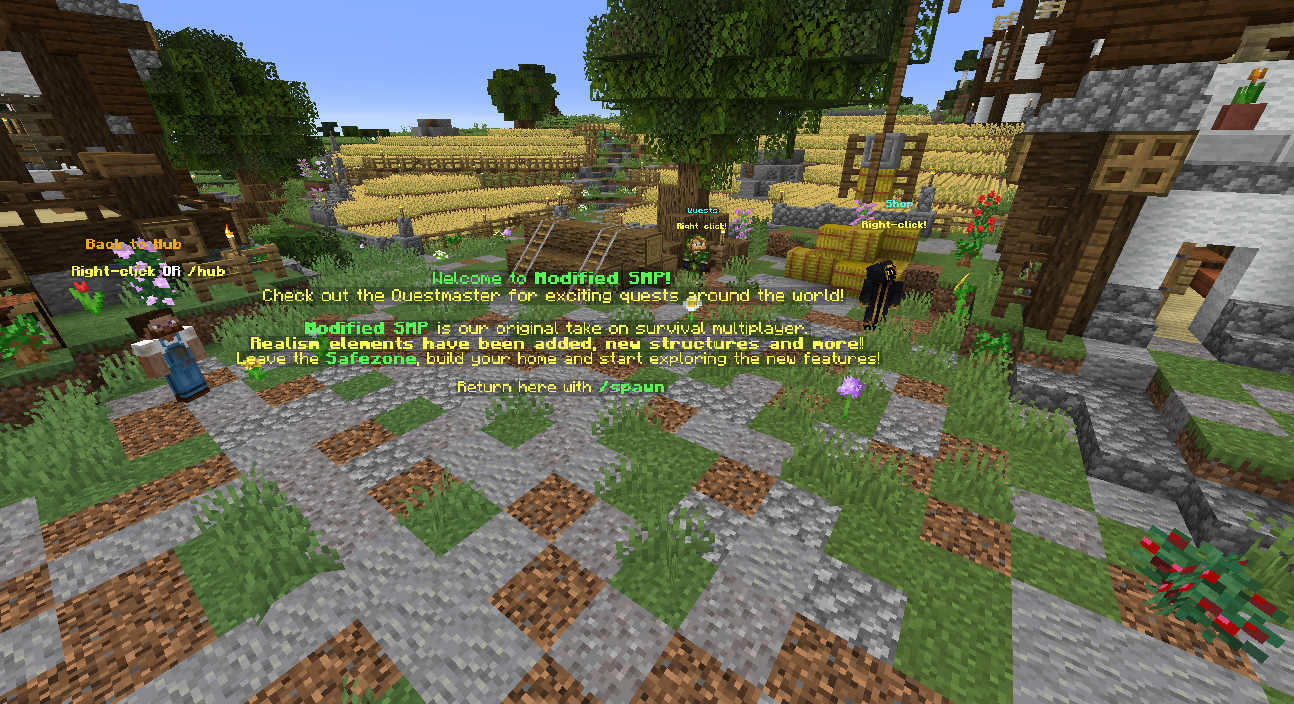 Quests
Right click!
Shop
Right-click!
Back to Hub
Right-click OR /hub
Welcome to Modified SMP!
Check out the Questmaster for exciting quests around the world!
Modified SMP is our original take on survival multiplayer.
Realism elements have been added, new structures and more!!
Leave the Safezone, build your home and start exploring the new features!
Return here with /spawn